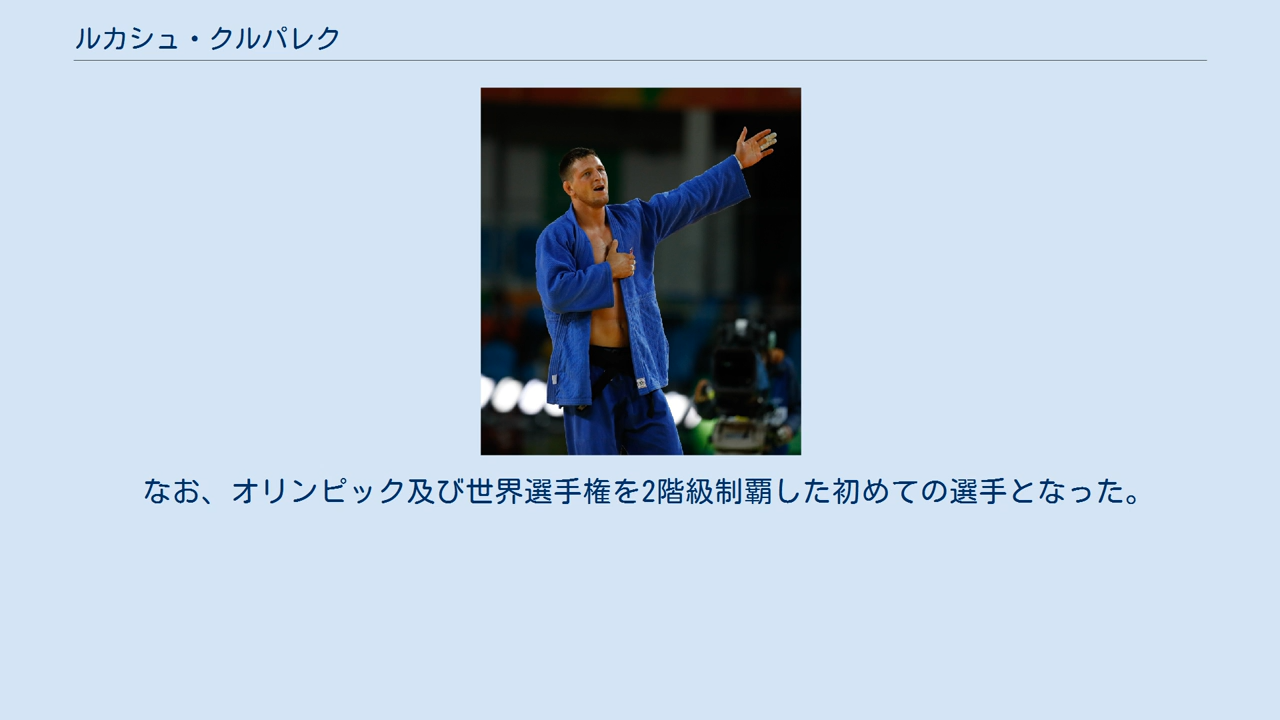 ルカシュ・クルパレク
なお、オリンピック及び世界選手権を2階級制覇した初めての選手となった。